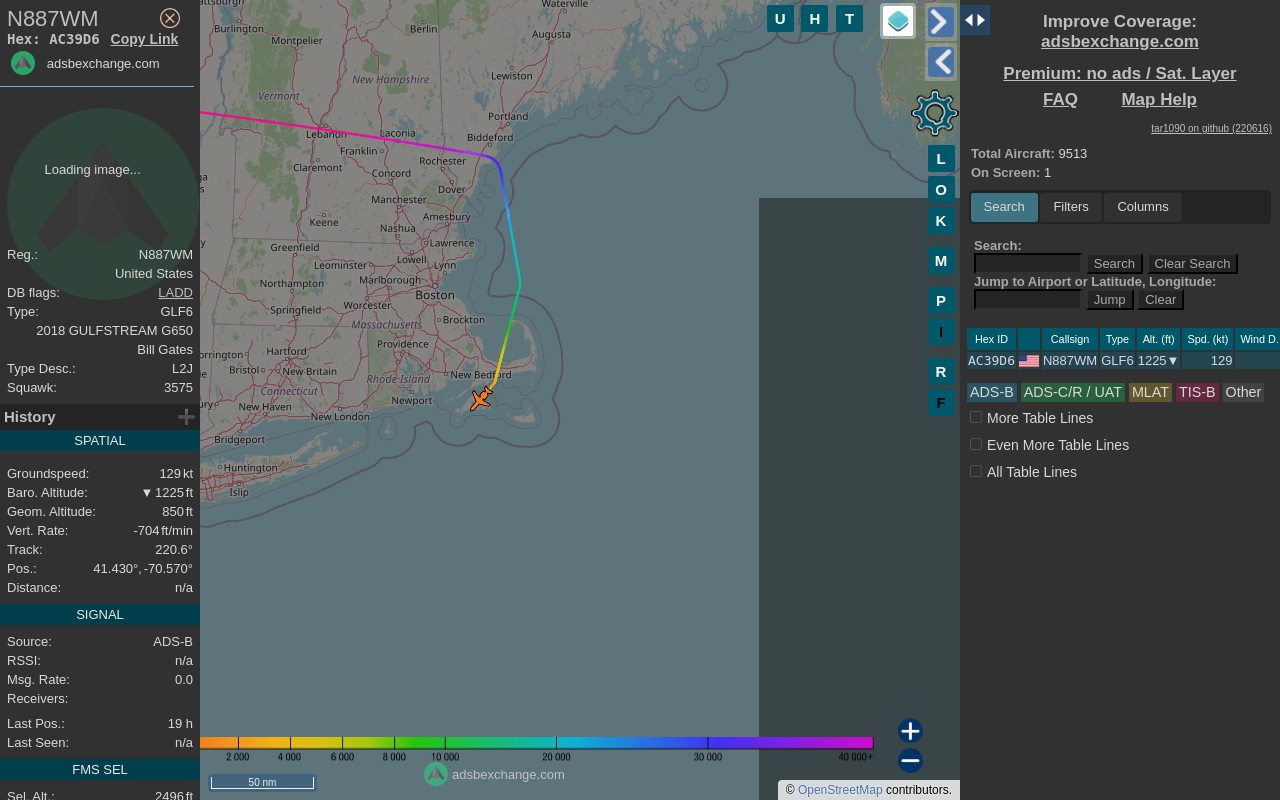 N887WM
Hex: AC39D6 Copy Link
adsbexchange.com
Loading image...
Reg.: N887WM
United States
DB flags: LADD
Type: GLF6
2018 GULFSTREAM G650
Bill Gates
Type Desc.: L2J
Squawk: 3575
History
SPATIAL
Groundspeed: 129 kt
Baro. Altitude: ▼ 1225 ft
Geom. Altitude: 850 ft
Vert. Rate: -704 ft/min
Track: 220.6°
Pos.: 41.430°, -70.570°
Distance: n/a
SIGNAL
Source: ADS-B
RSSI: n/a
Msg. Rate: 0.0
Receivers:
Last Pos.: 19 h
Last Seen: n/a
FMS SEL
Sel. Alt.: 2496 ft
Waterville
Burlington
Berlin
Montpelier
Augusta
Lewiston
New Hampshire
Vermont
Portland
Lebanon
Laconia
Biddeford
Franklin
Rochester
Claremont
Concord
Dover
Manchester
Keene
Amesbury
Nashua
Greenfield
Lawrence
Lowell
Leominster
Lynn
Northampton
Marlborough
Boston
Worcester
Springfield
Massachusetts
Brockton
Providence
Hartford
Torrington
Bristol
New Britain
Rhode Island
New Bedford
Connecticut
Newport
New Haven
New London
Bridgeport
Huntington
Islip
U H T
L
O
K
M
P
I
R
F
2 000 4 000 6 000 8 000 10 000 20 000 30 000 40 000+
adsbexchange.com
50 nm
© OpenStreetMap contributors.
Improve Coverage:
adsbexchange.com
Premium: no ads / Sat. Layer
FAQ Map Help
tar1090 on github (220616)
Total Aircraft: 9513
On Screen: 1
Search Filters Columns
Search:
Search Clear Search
Jump to Airport or Latitude, Longitude:
Jump Clear
Hex ID Callsign Type Alt. (ft) Spd. (kt) Wind D.
AC39D6 N887WM GLF6 1225▼ 129
ADS-B ADS-C/R / UAT MLAT TIS-B Other
More Table Lines
Even More Table Lines
All Table Lines